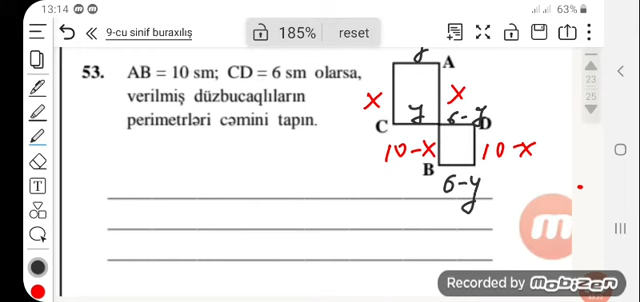 13:14 63%
9-cu sinif buraxılış 185% reset
53. AB = 10 sm; CD = 6 sm olarsa,
verilmiş düzbucaqlıların
perimetrləri cəmini tapın.
y
A
x x
y 6-y
C D
10-x 10-x
B
6-y
23
25
Recorded by mobizen